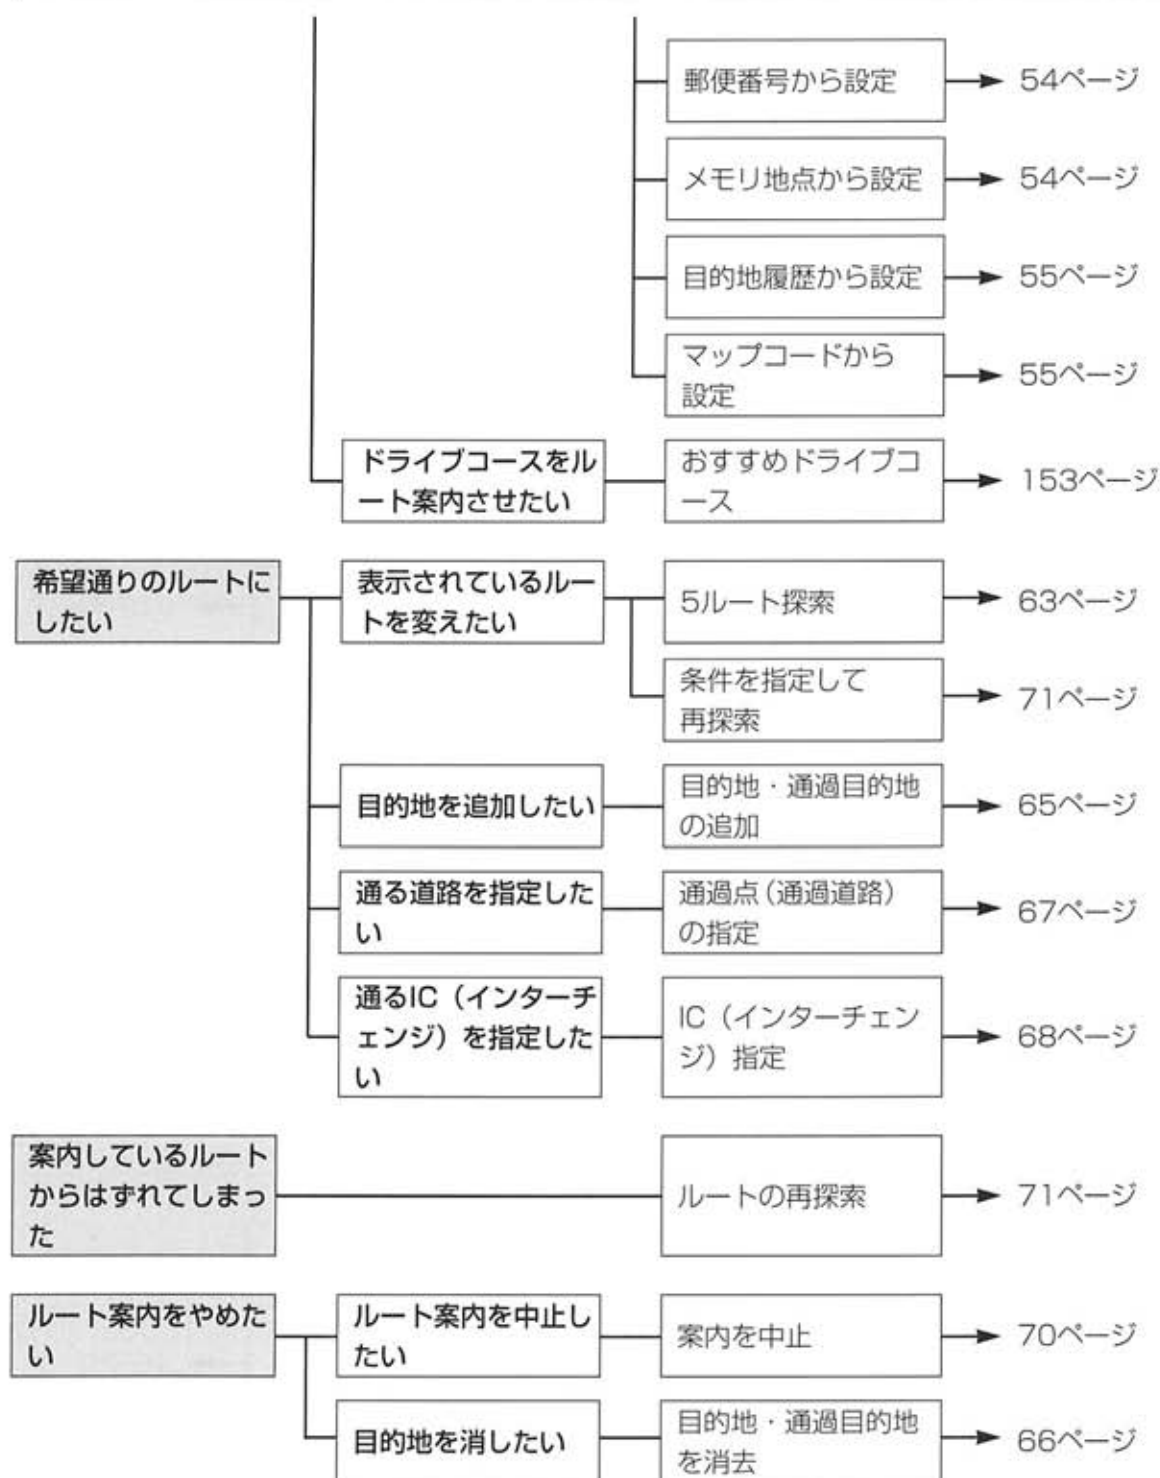 郵便番号から設定
54ページ
メモリ地点から設定
54ページ
目的地履歴から設定
55ページ
マップコードから
設定
55ページ
ドライブコースをル
ート案内させたい
おすすめドライブコ
ース
153ページ
希望通りのルートに
したい
表示されているルー
トを変えたい
5ルート探索
63ページ
条件を指定して
再探索
71ページ
目的地を追加したい
目的地・通過目的地
の追加
65ページ
通る道路を指定した
い
通過点(通過道路)
の指定
67ページ
通るIC(インターチ
ェンジ)を指定した
い
IC(インターチェン
ジ)指定
68ページ
案内しているルート
からはずれてしまっ
た
ルートの再探索
71ページ
ルート案内をやめた
い
ルート案内を中止し
たい
案内を中止
70ページ
目的地を消したい
目的地・通過目的地
を消去
66ページ